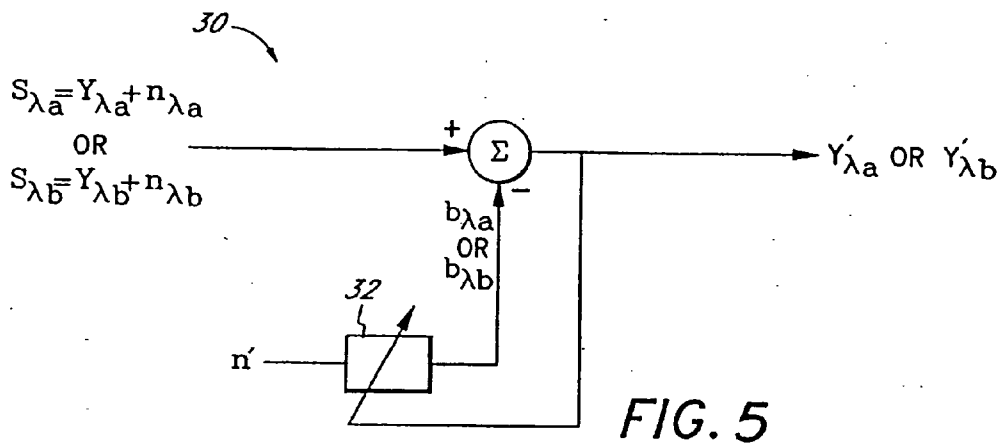 30
Sλa=Yλa+nλa
OR
Sλb=Yλb+nλb
+
Σ
−
Y′λa OR Y′λb
bλa
OR
bλb
32
n′
FIG. 5